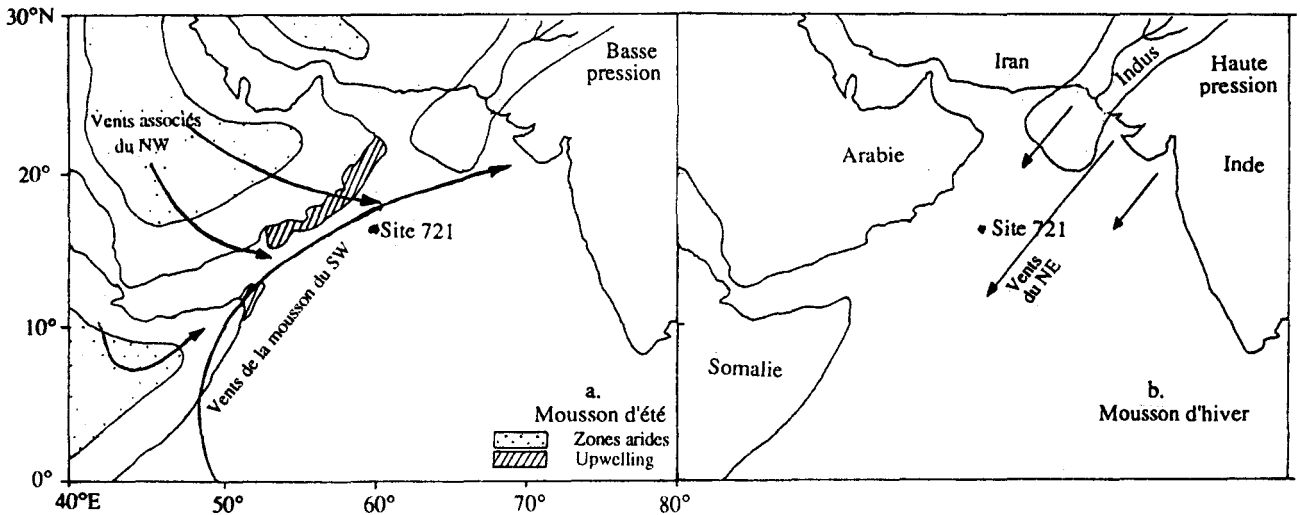 30°N
20°
10°
0°
40°E
50°
60°
70°
80°
Basse
pression
Vents associés
du NW
Site 721
Vents de la mousson du SW
a.
Mousson d'été
Zones arides
Upwelling
Iran
Indus
Haute
pression
Arabie
Inde
Site 721
Vents
du NE
Somalie
b.
Mousson d'hiver